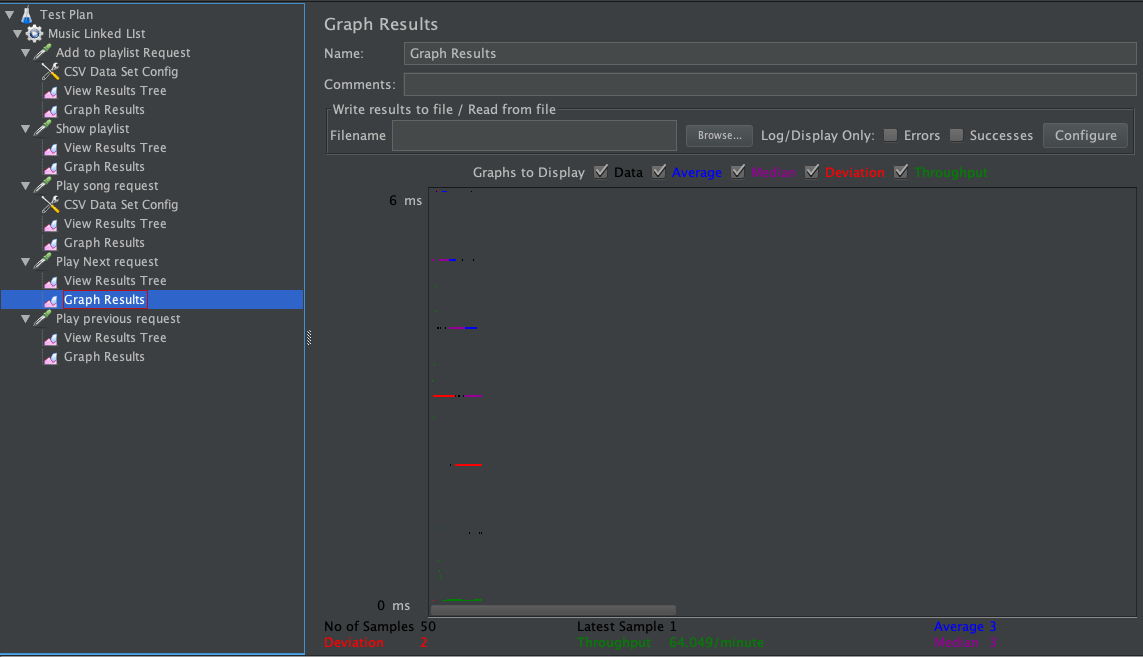 Test Plan
Music Linked LIst
Add to playlist Request
CSV Data Set Config
View Results Tree
Graph Results
Show playlist
View Results Tree
Graph Results
Play song request
CSV Data Set Config
View Results Tree
Graph Results
Play Next request
View Results Tree
Graph Results
Play previous request
View Results Tree
Graph Results
Graph Results
Name: Graph Results
Comments:
Write results to file / Read from file
Filename Browse... Log/Display Only: Errors Successes Configure
Graphs to Display Data Average Median Deviation Throughput
6 ms
0 ms
No of Samples 50 Latest Sample 1 Average 3
Deviation 2 Throughput 64.049/minute Median 3